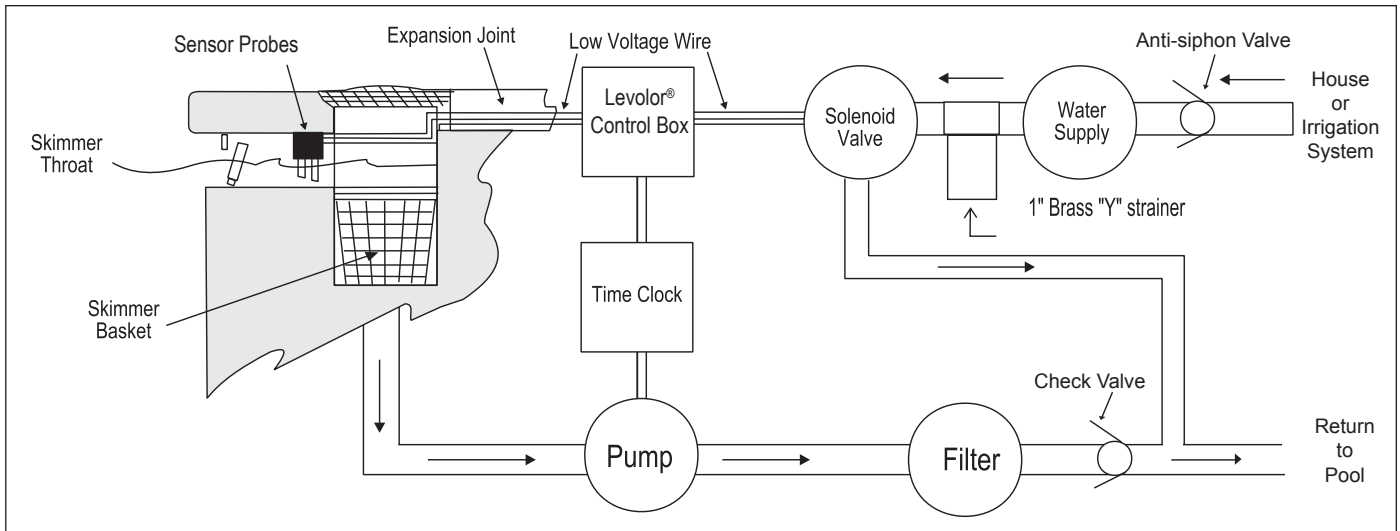 Sensor Probes
Expansion Joint
Low Voltage Wire
Anti-siphon Valve
Levolor®
Control Box
Solenoid
Valve
Water
Supply
House
or
Irrigation
System
Skimmer
Throat
1" Brass "Y" strainer
Skimmer
Basket
Time Clock
Check Valve
Pump
Filter
Return
to
Pool